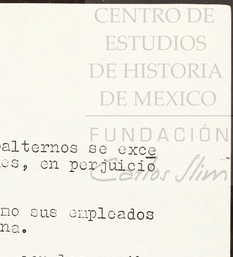 CENTRO DE
ESTUDIOS
DE HISTORIA
DE MEXICO
FUNDACIÓN
Carlos Slim
alternos se exce
es, en perjuicio
no sus empleados
na.